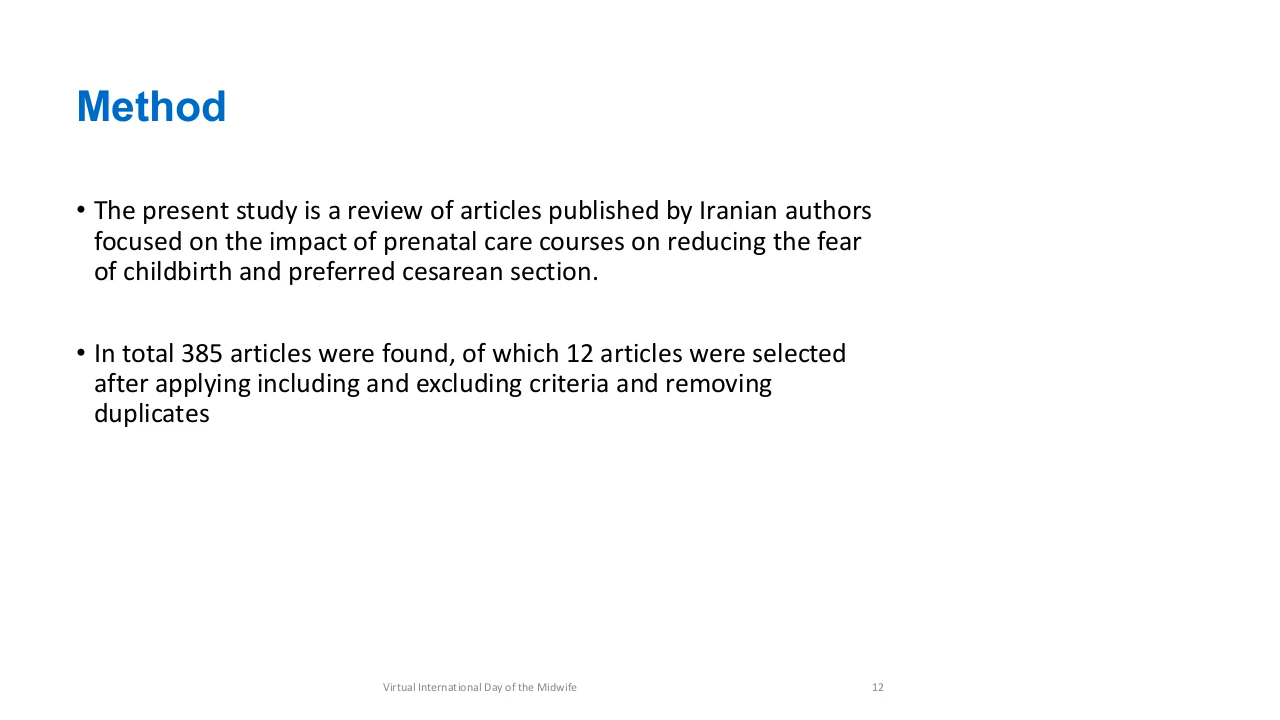 Method
• The present study is a review of articles published by Iranian authors
focused on the impact of prenatal care courses on reducing the fear
of childbirth and preferred cesarean section.
• In total 385 articles were found, of which 12 articles were selected
after applying including and excluding criteria and removing
duplicates
Virtual International Day of the Midwife
12